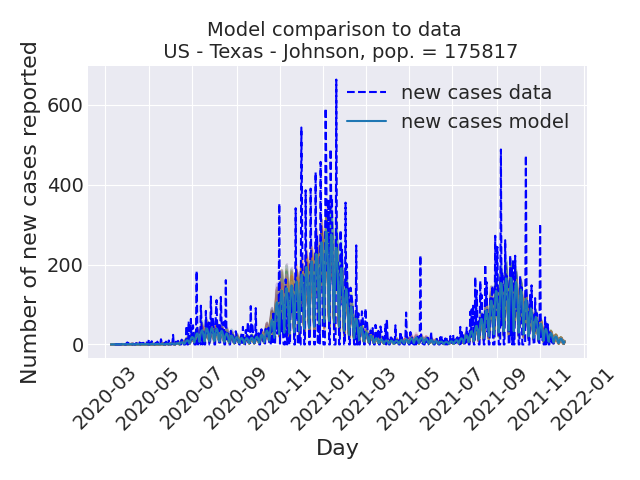 Model comparison to data
US - Texas - Johnson, pop. = 175817
Number of new cases reported
600
400
200
0
new cases data
new cases model
2020-03
2020-05
2020-07
2020-09
2020-11
2021-01
2021-03
2021-05
2021-07
2021-09
2021-11
2022-01
Day